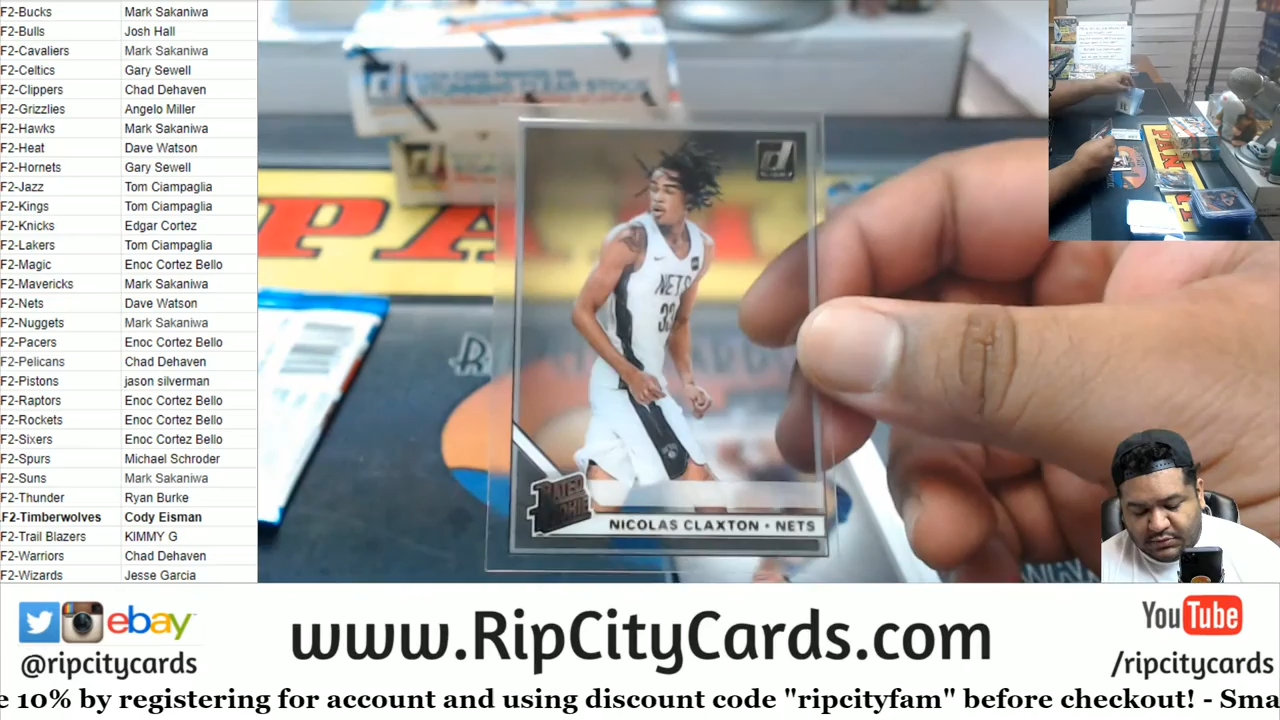 F2-Bucks Mark Sakaniwa
F2-Bulls Josh Hall
F2-Cavaliers Mark Sakaniwa
F2-Celtics Gary Sewell
F2-Clippers Chad Dehaven
F2-Grizzlies Angelo Miller
F2-Hawks Mark Sakaniwa
F2-Heat Dave Watson
F2-Hornets Gary Sewell
F2-Jazz Tom Ciampaglia
F2-Kings Tom Ciampaglia
F2-Knicks Edgar Cortez
F2-Lakers Tom Ciampaglia
F2-Magic Enoc Cortez Bello
F2-Mavericks Mark Sakaniwa
F2-Nets Dave Watson
F2-Nuggets Mark Sakaniwa
F2-Pacers Enoc Cortez Bello
F2-Pelicans Chad Dehaven
F2-Pistons jason silverman
F2-Raptors Enoc Cortez Bello
F2-Rockets Enoc Cortez Bello
F2-Sixers Enoc Cortez Bello
F2-Spurs Michael Schroder
F2-Suns Mark Sakaniwa
F2-Thunder Ryan Burke
F2-Timberwolves Cody Eisman
F2-Trail Blazers KIMMY G
F2-Warriors Chad Dehaven
F2-Wizards Jesse Garcia
d
NETS
33
RATED ROOKIE
NICOLAS CLAXTON • NETS
PANI
ebay
@ripcitycards
www.RipCityCards.com
YouTube
/ripcitycards
e 10% by registering for account and using discount code "ripcityfam" before checkout! - Sma